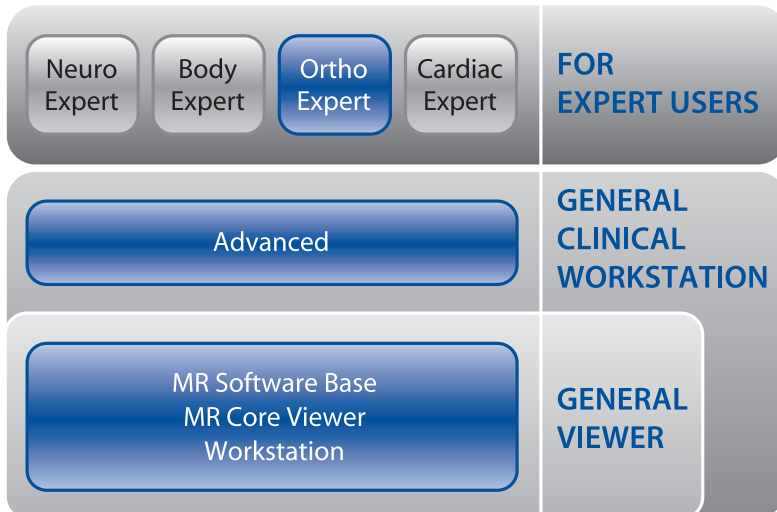 Neuro
Expert
Body
Expert
Ortho
Expert
Cardiac
Expert
FOR
EXPERT USERS
Advanced
GENERAL
CLINICAL
WORKSTATION
MR Software Base
MR Core Viewer
Workstation
GENERAL
VIEWER